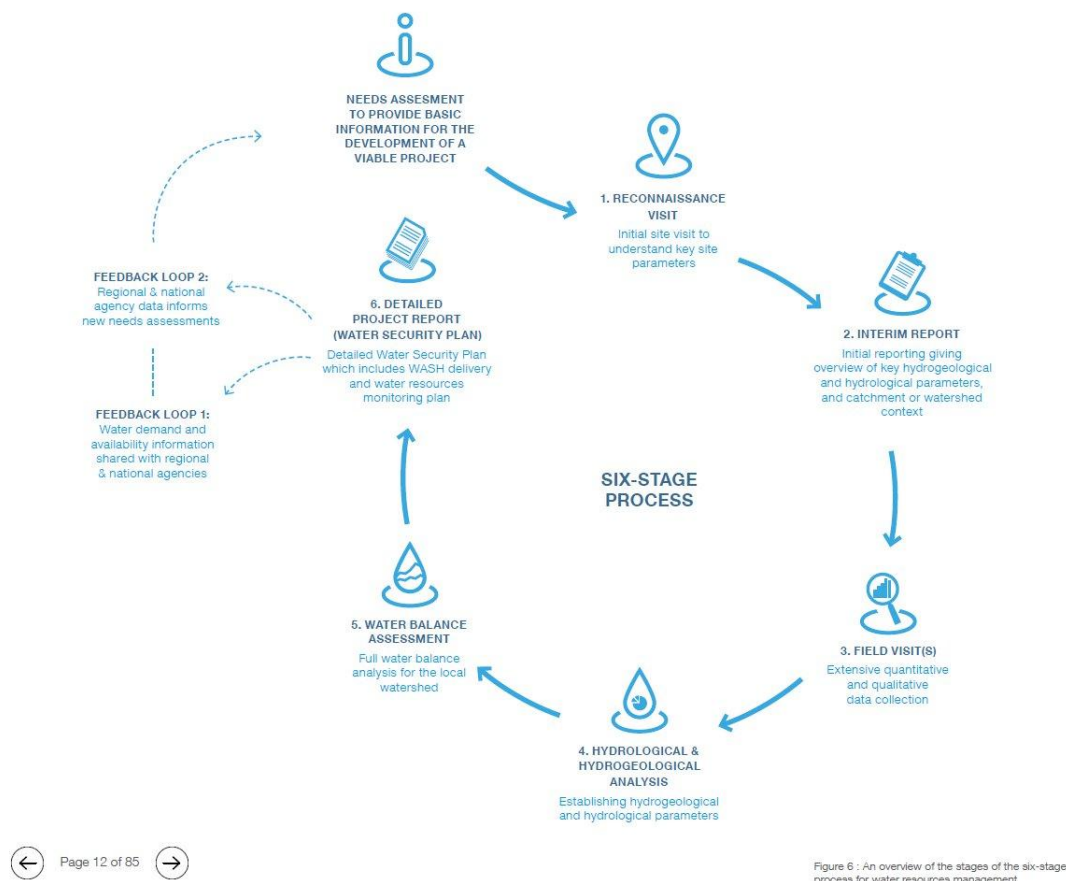 NEEDS ASSESMENT
TO PROVIDE BASIC
INFORMATION FOR THE
DEVELOPMENT OF A
VIABLE PROJECT
1. RECONNAISSANCE
VISIT
Initial site visit to
understand key site
parameters
2. INTERIM REPORT
Initial reporting giving
overview of key hydrogeological
and hydrological parameters,
and catchment or watershed
context
3. FIELD VISIT(S)
Extensive quantitative
and qualitative
data collection
4. HYDROLOGICAL &
HYDROGEOLOGICAL
ANALYSIS
Establishing hydrogeological
and hydrological parameters
5. WATER BALANCE
ASSESSMENT
Full water balance
analysis for the local
watershed
6. DETAILED
PROJECT REPORT
(WATER SECURITY PLAN)
Detailed Water Security Plan
which includes WASH delivery
and water resources
monitoring plan
FEEDBACK LOOP 2:
Regional & national
agency data informs
new needs assessments
FEEDBACK LOOP 1:
Water demand and
availability information
shared with regional
& national agencies
SIX-STAGE
PROCESS
Page 12 of 85
Figure 6 : An overview of the stages of the six-stage
process for water resources management